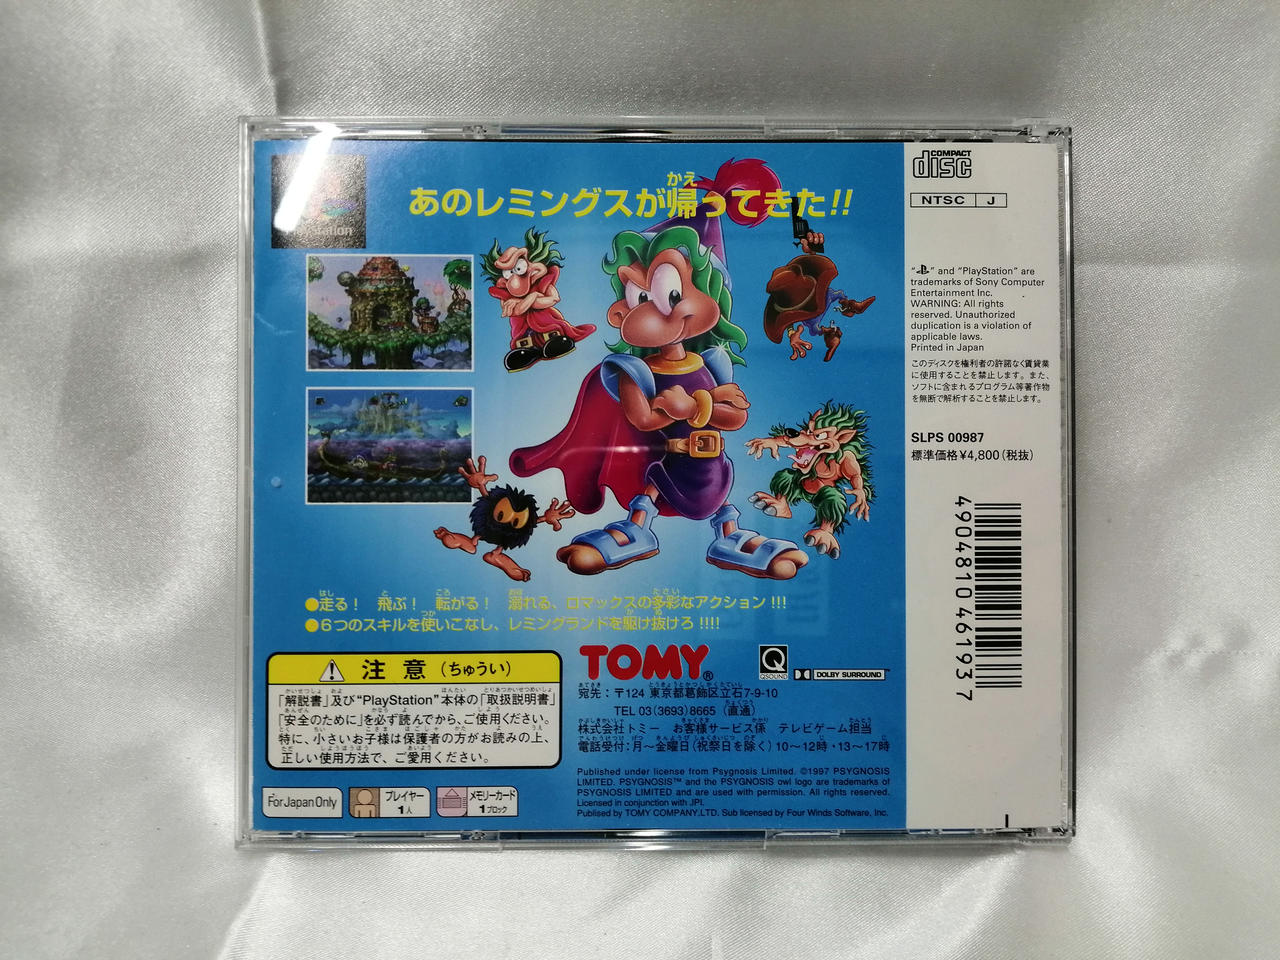 PlayStation
あのレミングスが帰ってきた!!
かえ
COMPACT
disc
NTSC J
" " and "PlayStation" are
trademarks of Sony Computer
Entertainment Inc.
WARNING: All rights
reserved. Unauthorized
duplication is a violation of
applicable laws.
Printed in Japan
このディスクを権利者の許諾なく賃貸業
に使用することを禁止します。また、
ソフトに含まれるプログラム等著作物
を無断で解析することを禁止します。
SLPS 00987
標準価格¥4,800(税抜)
4904810461937
●走る! 飛ぶ! 転がる! 溺れる、ロマックスの多彩なアクション!!!
●6つのスキルを使いこなし、レミングランドを駆け抜けろ!!!!
注意(ちゅうい)
「解説書」及び"PlayStation"本体の「取扱説明書」
「安全のために」を必ず読んでから、ご使用ください。
特に、小さいお子様は保護者の方がお読みの上、
正しい使用方法で、ご愛用ください。
For Japan Only
プレイヤー
1人
メモリーカード
1ブロック
TOMY®
Q
QSOUND
DOLBY SURROUND™
宛先:〒124 東京都葛飾区立石7-9-10
TEL 03(3693)8665(直通)
株式会社トミー お客様サービス係 テレビゲーム担当
電話受付:月〜金曜日(祝祭日を除く)10〜12時・13〜17時
Published under license from Psygnosis Limited. ©1997 PSYGNOSIS
LIMITED. PSYGNOSIS™ and the PSYGNOSIS owl logo are trademarks of
PSYGNOSIS LIMITED and are used with permission. All rights reserved.
Licensed in conjunction with JPI.
Publised by TOMY COMPANY.LTD. Sub licensed by Four Winds Software, Inc.